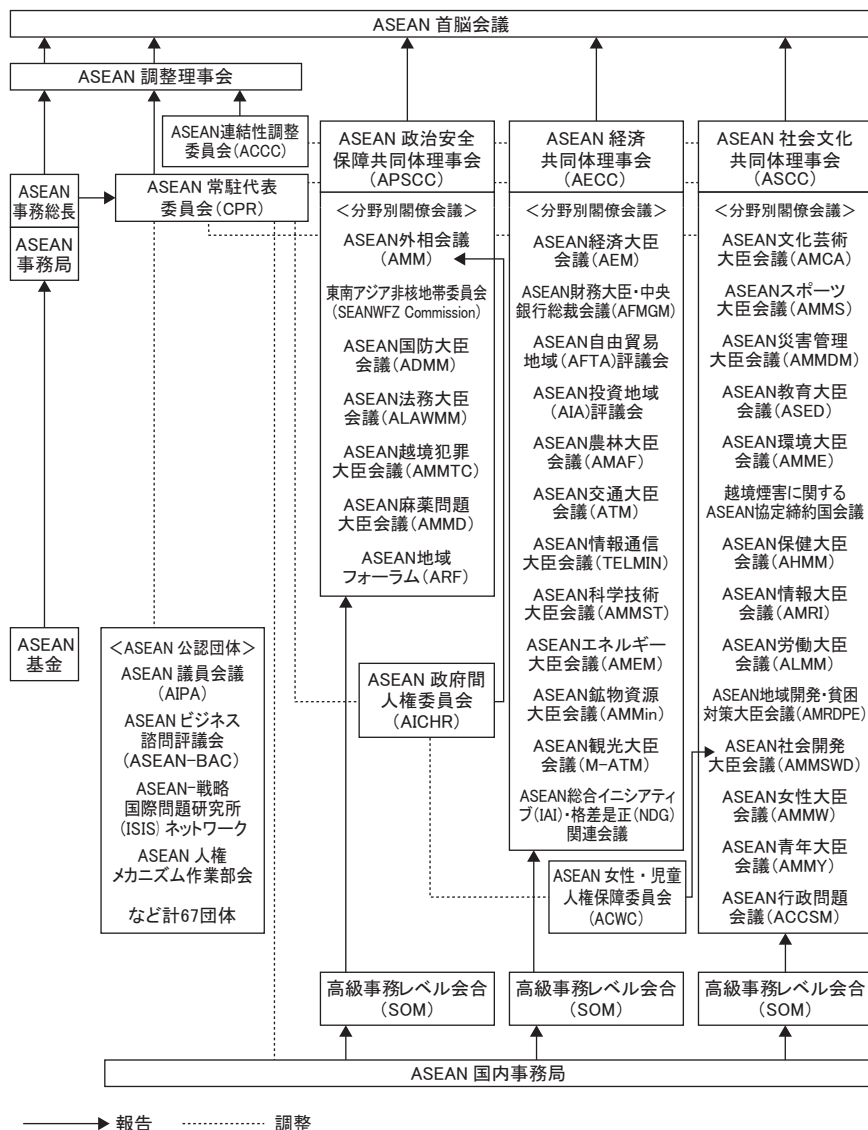 ASEAN 首脳会議
ASEAN 調整理事会
ASEAN連結性調整
委員会(ACCC)
ASEAN
事務総長
ASEAN
事務局
ASEAN 常駐代表
委員会(CPR)
ASEAN 政治安全
保障共同体理事会
(APSCC)
<分野別閣僚会議>
ASEAN外相会議
(AMM)
東南アジア非核地帯委員会
(SEANWFZ Commission)
ASEAN国防大臣
会議(ADMM)
ASEAN法務大臣
会議(ALAWMM)
ASEAN越境犯罪
大臣会議(AMMTC)
ASEAN麻薬問題
大臣会議(AMMD)
ASEAN地域
フォーラム(ARF)
ASEAN 経済
共同体理事会
(AECC)
<分野別閣僚会議>
ASEAN経済大臣
会議(AEM)
ASEAN財務大臣・中央
銀行総裁会議(AFMGM)
ASEAN自由貿易
地域(AFTA)評議会
ASEAN投資地域
(AIA)評議会
ASEAN農林大臣
会議(AMAF)
ASEAN交通大臣
会議(ATM)
ASEAN情報通信
大臣会議(TELMIN)
ASEAN科学技術
大臣会議(AMMST)
ASEANエネルギー
大臣会議(AMEM)
ASEAN鉱物資源
大臣会議(AMMin)
ASEAN観光大臣
会議(M-ATM)
ASEAN総合イニシアティ
ブ(IAI)・格差是正(NDG)
関連会議
ASEAN 社会文化
共同体理事会
(ASCC)
<分野別閣僚会議>
ASEAN文化芸術
大臣会議(AMCA)
ASEANスポーツ
大臣会議(AMMS)
ASEAN災害管理
大臣会議(AMMDM)
ASEAN教育大臣
会議(ASED)
ASEAN環境大臣
会議(AMME)
越境煙害に関する
ASEAN協定締約国会議
ASEAN保健大臣
会議(AHMM)
ASEAN情報大臣
会議(AMRI)
ASEAN労働大臣
会議(ALMM)
ASEAN地域開発・貧困
対策大臣会議(AMRDPE)
ASEAN社会開発
大臣会議(AMMSWD)
ASEAN女性大臣
会議(AMMW)
ASEAN青年大臣
会議(AMMY)
ASEAN行政問題
会議(ACCSM)
ASEAN
基金
<ASEAN 公認団体>
ASEAN 議員会議
(AIPA)
ASEAN ビジネス
諮問評議会
(ASEAN-BAC)
ASEAN-戦略
国際問題研究所
(ISIS) ネットワーク
ASEAN 人権
メカニズム作業部会
など計67団体
ASEAN 政府間
人権委員会
(AICHR)
ASEAN 女性・児童
人権保障委員会
(ACWC)
高級事務レベル会合
(SOM)
高級事務レベル会合
(SOM)
高級事務レベル会合
(SOM)
ASEAN 国内事務局
報告
調整